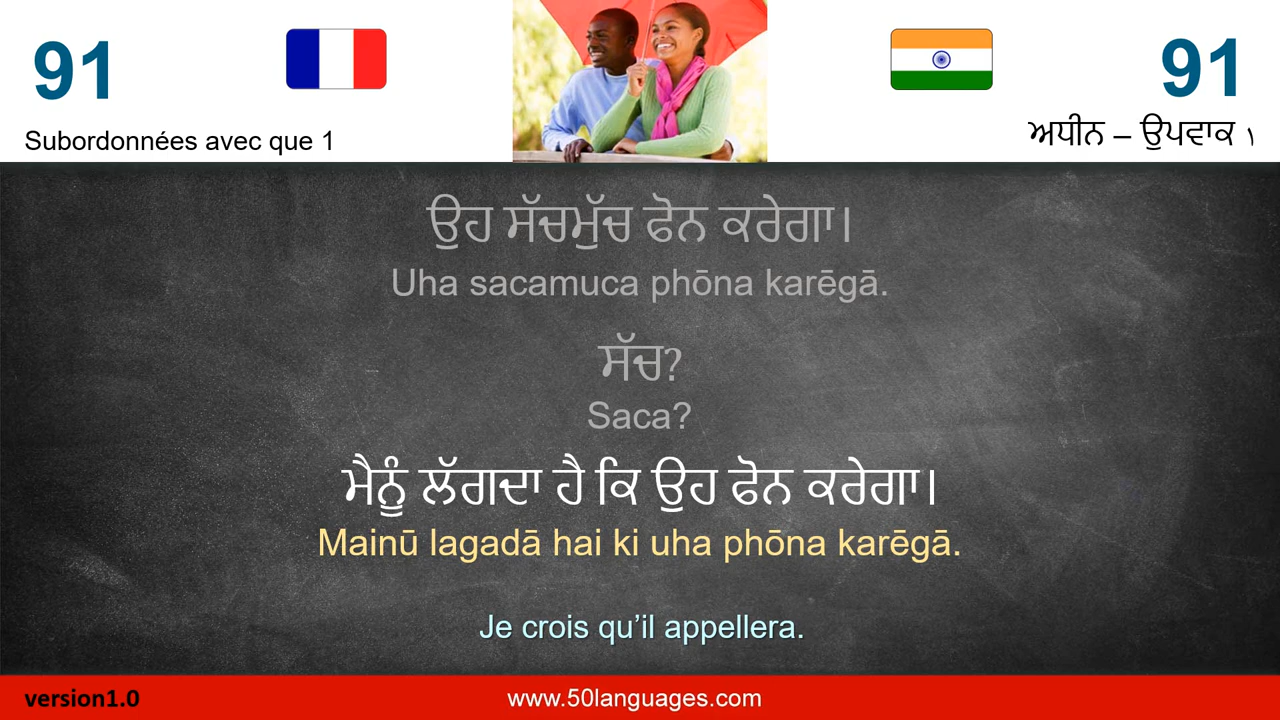 91
91
Subordonnées avec que 1
ਅਧੀਨ – ਉਪਵਾਕ ੧
ਉਹ ਸੱਚਮੁੱਚ ਫੋਨ ਕਰੇਗਾ।
Uha sacamuca phōna karēgā.
ਸੱਚ?
Saca?
ਮੈਨੂੰ ਲੱਗਦਾ ਹੈ ਕਿ ਉਹ ਫੋਨ ਕਰੇਗਾ।
Mainū lagadā hai ki uha phōna karēgā.
Je crois qu’il appellera.
version1.0
www.50languages.com